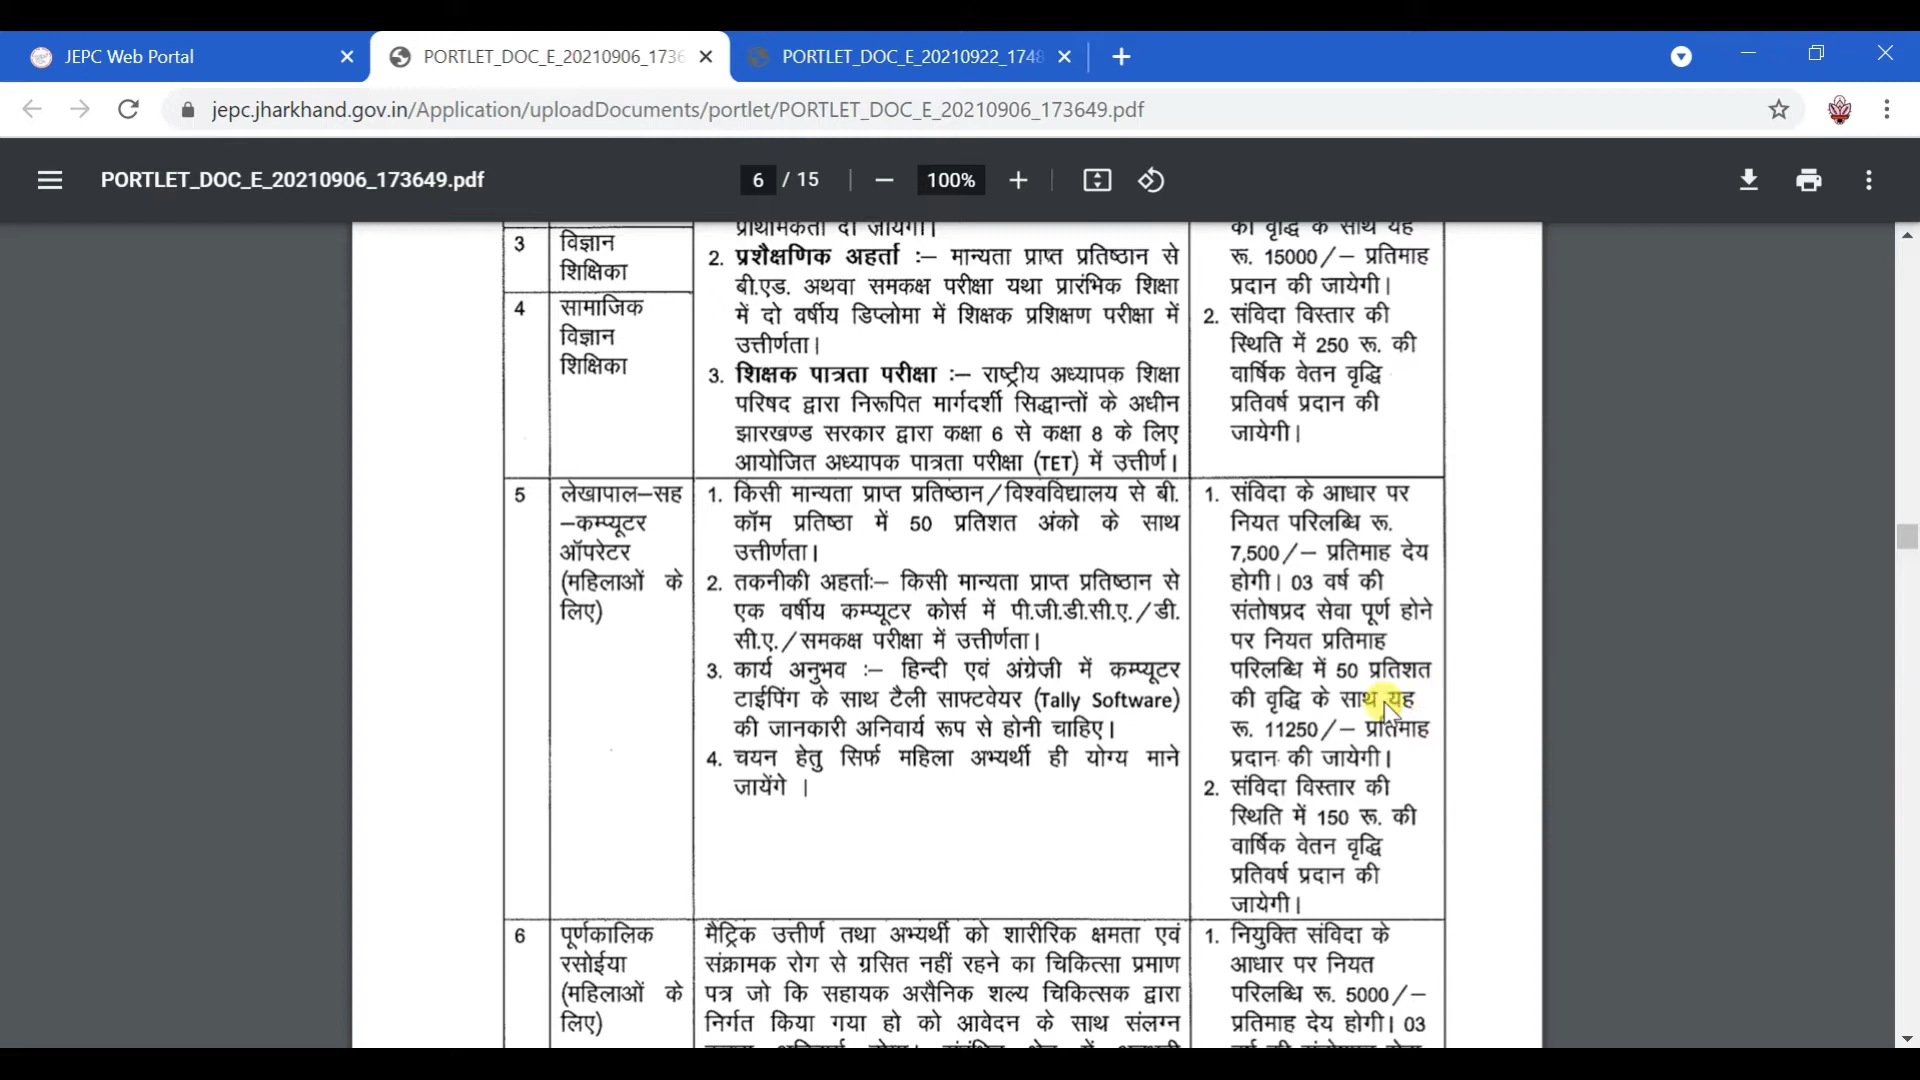 JEPC Web Portal
PORTLET_DOC_E_20210906_1736
PORTLET_DOC_E_20210922_1748
jepc.jharkhand.gov.in/Application/uploadDocuments/portlet/PORTLET_DOC_E_20210906_173649.pdf
PORTLET_DOC_E_20210906_173649.pdf
6 / 15
100%
3
विज्ञान
शिक्षिका
4
सामाजिक
विज्ञान
शिक्षिका
प्राथमिकता दी जायेगी।
2. प्रशैक्षणिक अहर्ता :– मान्यता प्राप्त प्रतिष्ठान से
बी.एड. अथवा समकक्ष परीक्षा यथा प्रारंभिक शिक्षा
में दो वर्षीय डिप्लोमा में शिक्षक प्रशिक्षण परीक्षा में
उत्तीर्णता।
3. शिक्षक पात्रता परीक्षा :– राष्ट्रीय अध्यापक शिक्षा
परिषद द्वारा निरूपित मार्गदर्शी सिद्धान्तों के अधीन
झारखण्ड सरकार द्वारा कक्षा 6 से कक्षा 8 के लिए
आयोजित अध्यापक पात्रता परीक्षा (TET) में उत्तीर्ण।
की वृद्धि के साथ यह
रू. 15000/– प्रतिमाह
प्रदान की जायेगी।
2. संविदा विस्तार की
स्थिति में 250 रू. की
वार्षिक वेतन वृद्धि
प्रतिवर्ष प्रदान की
जायेगी।
5
लेखापाल–सह
–कम्प्यूटर
ऑपरेटर
(महिलाओं के
लिए)
1. किसी मान्यता प्राप्त प्रतिष्ठान/विश्वविद्यालय से बी.
कॉम प्रतिष्ठा में 50 प्रतिशत अंको के साथ
उत्तीर्णता।
2. तकनीकी अहर्ताः– किसी मान्यता प्राप्त प्रतिष्ठान से
एक वर्षीय कम्प्यूटर कोर्स में पी.जी.डी.सी.ए./डी.
सी.ए./समकक्ष परीक्षा में उत्तीर्णता।
3. कार्य अनुभव :– हिन्दी एवं अंग्रेजी में कम्प्यूटर
टाईपिंग के साथ टैली साफ्टवेयर (Tally Software)
की जानकारी अनिवार्य रूप से होनी चाहिए।
4. चयन हेतु सिर्फ महिला अभ्यर्थी ही योग्य माने
जायेंगे ।
1. संविदा के आधार पर
नियत परिलब्धि रू.
7,500/– प्रतिमाह देय
होगी। 03 वर्ष की
संतोषप्रद सेवा पूर्ण होने
पर नियत प्रतिमाह
परिलब्धि में 50 प्रतिशत
की वृद्धि के साथ यह
रू. 11250/– प्रतिमाह
प्रदान की जायेगी।
2. संविदा विस्तार की
स्थिति में 150 रू. की
वार्षिक वेतन वृद्धि
प्रतिवर्ष प्रदान की
जायेगी।
6
पूर्णकालिक
रसोईया
(महिलाओं के
लिए)
मैट्रिक उत्तीर्ण तथा अभ्यर्थी को शारीरिक क्षमता एवं
संक्रामक रोग से ग्रसित नहीं रहने का चिकित्सा प्रमाण
पत्र जो कि सहायक असैनिक शल्य चिकित्सक द्वारा
निर्गत किया गया हो को आवेदन के साथ संलग्न
1. नियुक्ति संविदा के
आधार पर नियत
परिलब्धि रू. 5000/–
प्रतिमाह देय होगी। 03